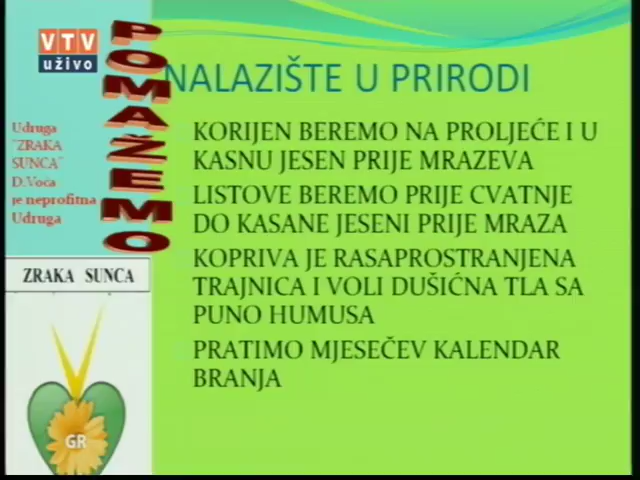 VTV
uživo
POMAŽEMO
NALAZIŠTE U PRIRODI
Udruga
"ZRAKA
SUNCA"
D.Voća
je neprofitna
Udruga
KORIJEN BEREMO NA PROLJEĆE I U
KASNU JESEN PRIJE MRAZEVA
LISTOVE BEREMO PRIJE CVATNJE
DO KASANE JESENI PRIJE MRAZA
KOPRIVA JE RASAPROSTRANJENA
TRAJNICA I VOLI DUŠIĆNA TLA SA
PUNO HUMUSA
PRATIMO MJESEČEV KALENDAR
BRANJA
ZRAKA SUNCA
GR